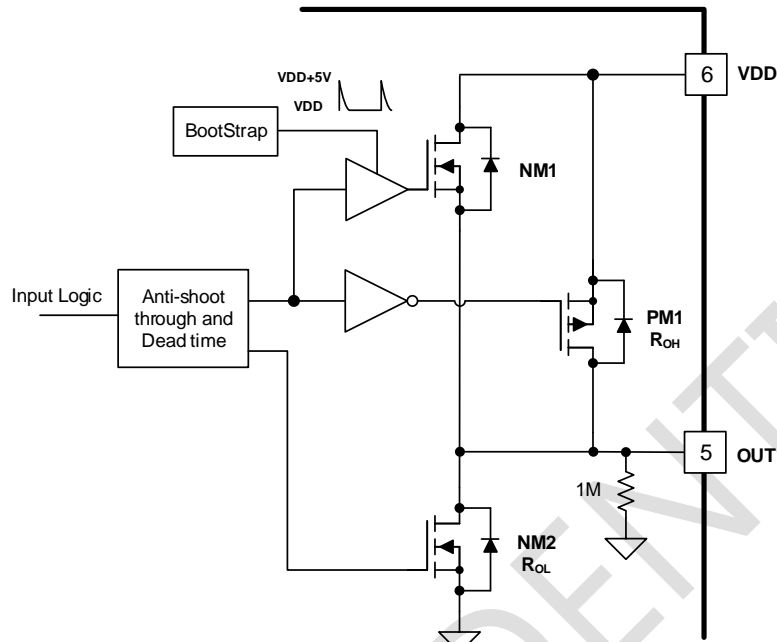 VDD+5V
VDD
6
VDD
BootStrap
NM1
Input Logic
Anti-shoot
through and
Dead time
PM1
ROH
5
OUT
1M
NM2
ROL